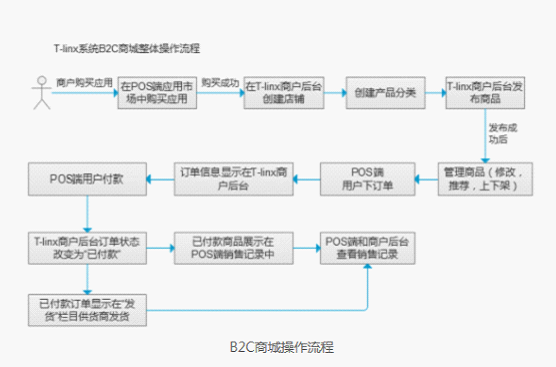 T-linx系统B2C商城整体操作流程
商户购买应用
在POS端应用市
场中购买应用
购买成功
在T-linx商户后台
创建店铺
创建产品分类
T-linx商户后台发
布商品
发布成
功后
管理商品（修改，
推荐，上下架）
POS端
用户下订单
订单信息显示在T-linx商
户后台
POS端用户付款
T-linx商户后台订单状态
改变为“已付款”
已付款商品展示在
POS端销售记录中
POS端和商户后台
查看销售记录
已付款订单显示在“发
货”栏目供货商发货
B2C商城操作流程